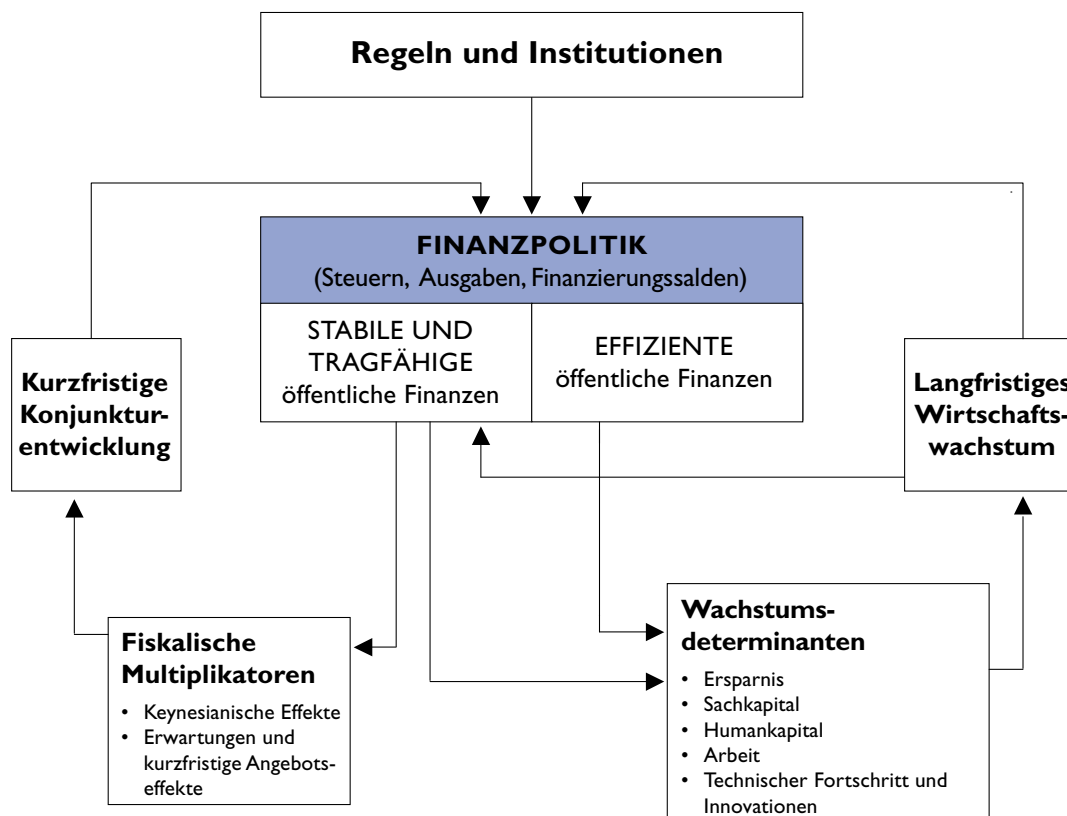 Regeln und Institutionen
FINANZPOLITIK
(Steuern, Ausgaben, Finanzierungssalden)
STABILE UND
TRAGFÄHIGE
öffentliche Finanzen
EFFIZIENTE
öffentliche Finanzen
Kurzfristige
Konjunktur-
entwicklung
Langfristiges
Wirtschafts-
wachstum
Fiskalische
Multiplikatoren
• Keynesianische Effekte
• Erwartungen und
kurzfristige Angebots-
effekte
Wachstums-
determinanten
• Ersparnis
• Sachkapital
• Humankapital
• Arbeit
• Technischer Fortschritt und
Innovationen